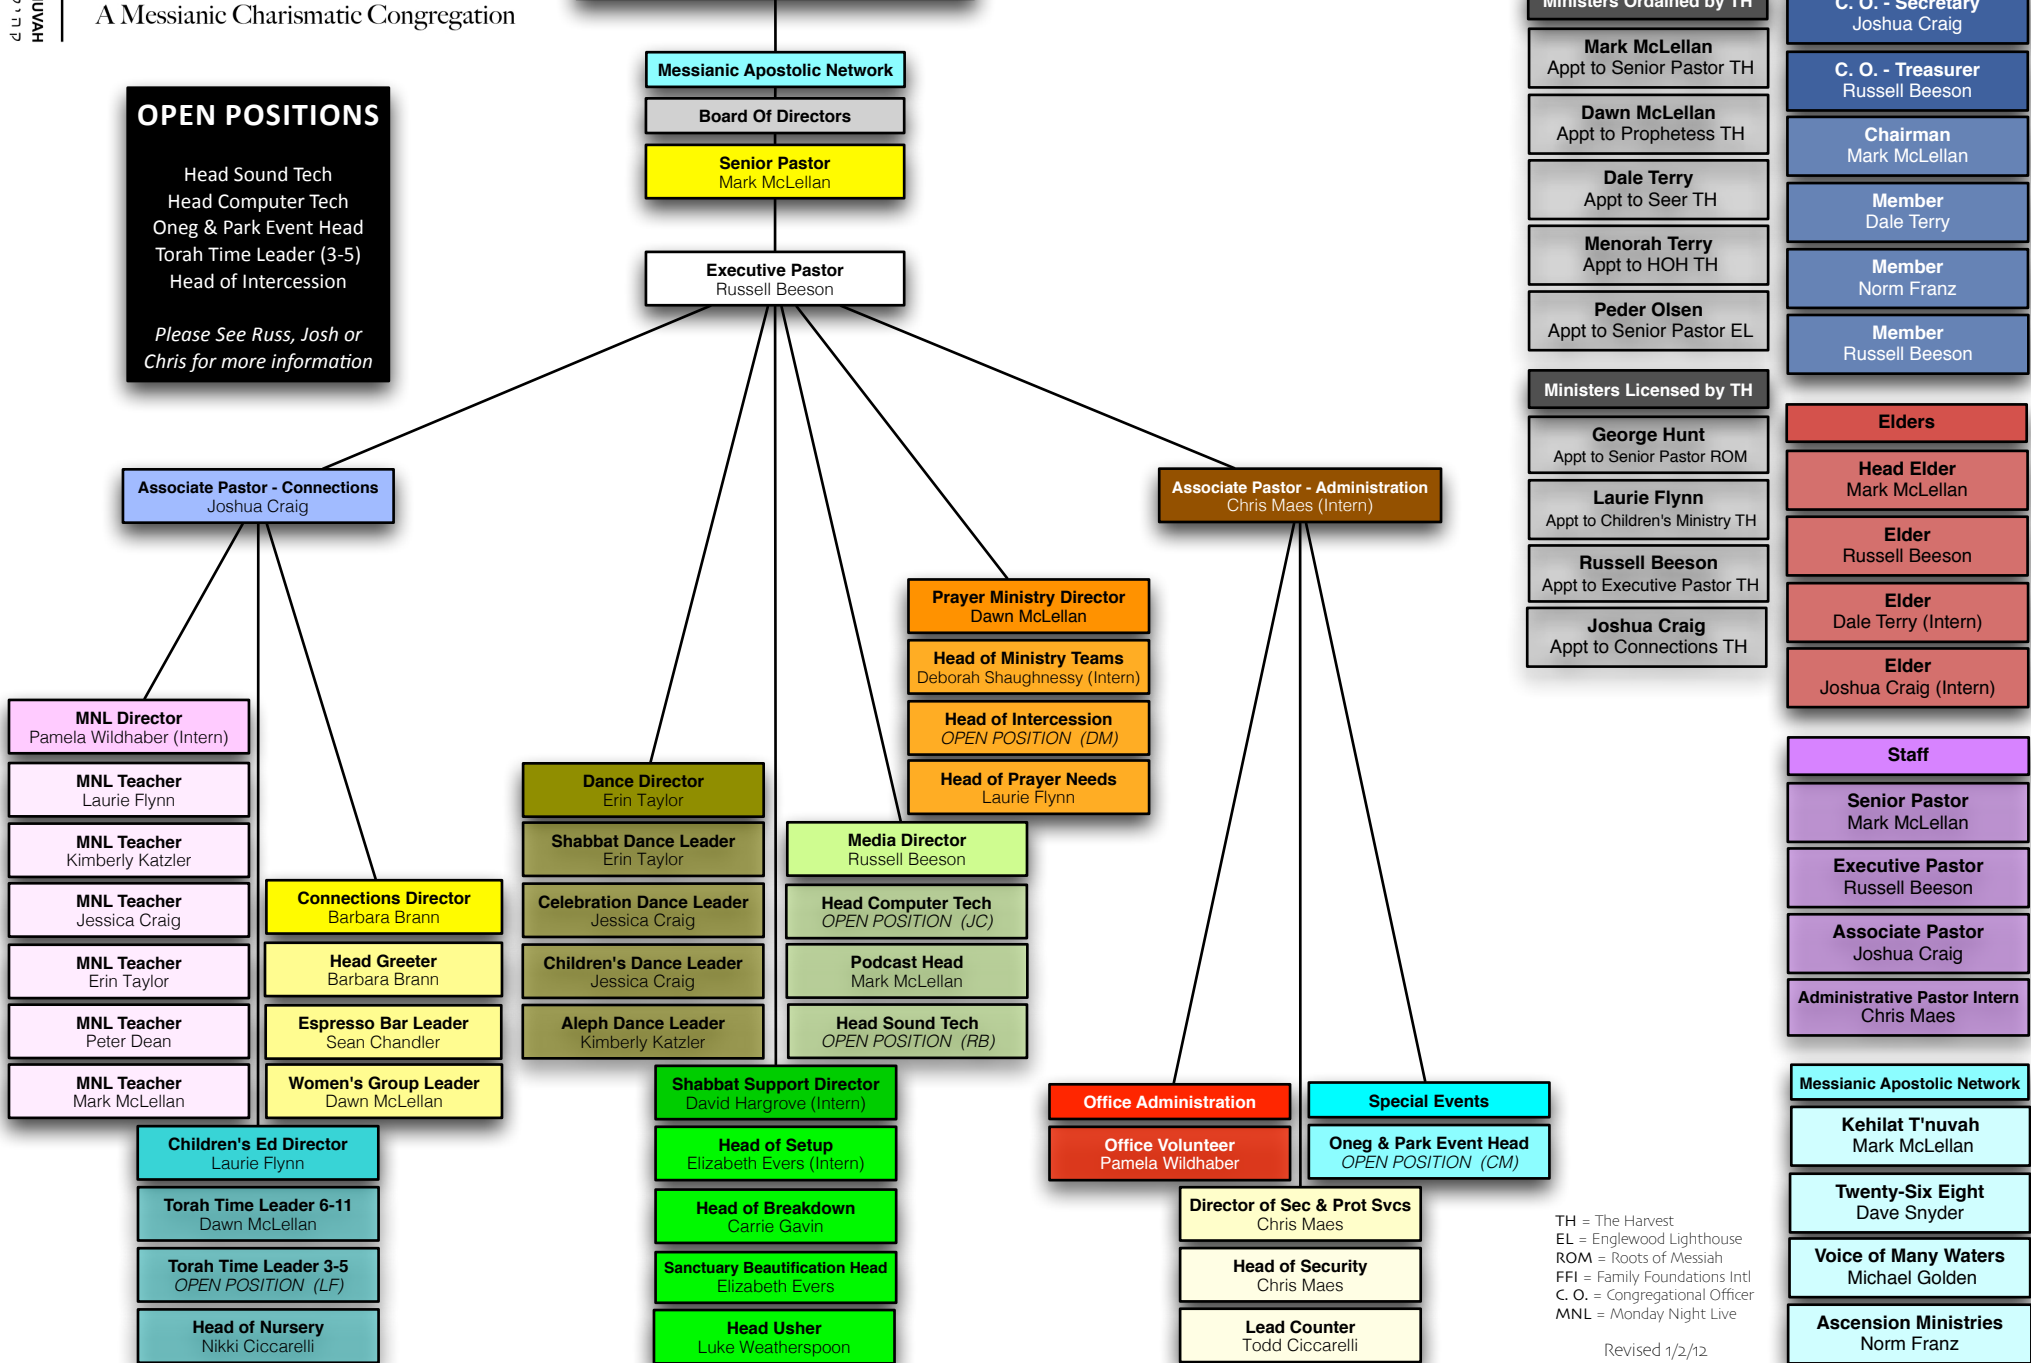 NUVAH
A Messianic Charismatic Congregation
OPEN POSITIONS
Head Sound Tech
Head Computer Tech
Oneg & Park Event Head
Torah Time Leader (3-5)
Head of Intercession
Please See Russ, Josh or
Chris for more information
Messianic Apostolic Network
Board Of Directors
Senior Pastor
Mark McLellan
Executive Pastor
Russell Beeson
Associate Pastor - Connections
Joshua Craig
Associate Pastor - Administration
Chris Maes (Intern)
MNL Director
Pamela Wildhaber (Intern)
MNL Teacher
Laurie Flynn
MNL Teacher
Kimberly Katzler
MNL Teacher
Jessica Craig
MNL Teacher
Erin Taylor
MNL Teacher
Peter Dean
MNL Teacher
Mark McLellan
Connections Director
Barbara Brann
Head Greeter
Barbara Brann
Espresso Bar Leader
Sean Chandler
Women's Group Leader
Dawn McLellan
Children's Ed Director
Laurie Flynn
Torah Time Leader 6-11
Dawn McLellan
Torah Time Leader 3-5
OPEN POSITION (LF)
Head of Nursery
Nikki Ciccarelli
Dance Director
Erin Taylor
Shabbat Dance Leader
Erin Taylor
Celebration Dance Leader
Jessica Craig
Children's Dance Leader
Jessica Craig
Aleph Dance Leader
Kimberly Katzler
Shabbat Support Director
David Hargrove (Intern)
Head of Setup
Elizabeth Evers (Intern)
Head of Breakdown
Carrie Gavin
Sanctuary Beautification Head
Elizabeth Evers
Head Usher
Luke Weatherspoon
Media Director
Russell Beeson
Head Computer Tech
OPEN POSITION (JC)
Podcast Head
Mark McLellan
Head Sound Tech
OPEN POSITION (RB)
Prayer Ministry Director
Dawn McLellan
Head of Ministry Teams
Deborah Shaughnessy (Intern)
Head of Intercession
OPEN POSITION (DM)
Head of Prayer Needs
Laurie Flynn
Office Administration
Office Volunteer
Pamela Wildhaber
Special Events
Oneg & Park Event Head
OPEN POSITION (CM)
Director of Sec & Prot Svcs
Chris Maes
Head of Security
Chris Maes
Lead Counter
Todd Ciccarelli
Ministers Ordained by TH
Mark McLellan
Appt to Senior Pastor TH
Dawn McLellan
Appt to Prophetess TH
Dale Terry
Appt to Seer TH
Menorah Terry
Appt to HOH TH
Peder Olsen
Appt to Senior Pastor EL
Ministers Licensed by TH
George Hunt
Appt to Senior Pastor ROM
Laurie Flynn
Appt to Children's Ministry TH
Russell Beeson
Appt to Executive Pastor TH
Joshua Craig
Appt to Connections TH
C. O. - Secretary
Joshua Craig
C. O. - Treasurer
Russell Beeson
Chairman
Mark McLellan
Member
Dale Terry
Member
Norm Franz
Member
Russell Beeson
Elders
Head Elder
Mark McLellan
Elder
Russell Beeson
Elder
Dale Terry (Intern)
Elder
Joshua Craig (Intern)
Staff
Senior Pastor
Mark McLellan
Executive Pastor
Russell Beeson
Associate Pastor
Joshua Craig
Administrative Pastor Intern
Chris Maes
Messianic Apostolic Network
Kehilat T'nuvah
Mark McLellan
Twenty-Six Eight
Dave Snyder
Voice of Many Waters
Michael Golden
Ascension Ministries
Norm Franz
TH = The Harvest
EL = Englewood Lighthouse
ROM = Roots of Messiah
FFI = Family Foundations Intl
C. O. = Congregational Officer
MNL = Monday Night Live
Revised 1/2/12